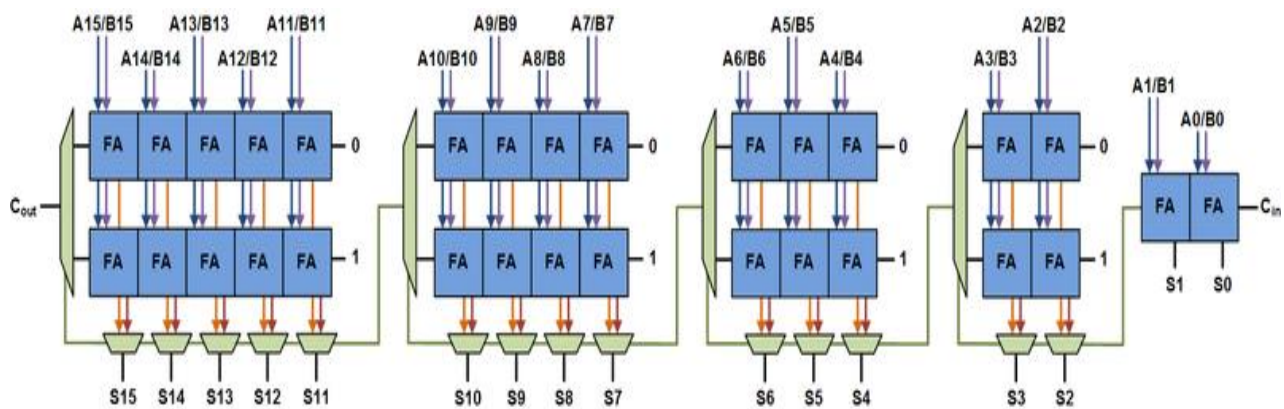 A15/B15 A13/B13 A11/B11 A9/B9 A7/B7 A5/B5 A2/B2
A14/B14 A12/B12 A10/B10 A8/B8 A6/B6 A4/B4 A3/B3
A1/B1
A0/B0
FA FA FA FA FA 0 FA FA FA FA 0 FA FA FA 0 FA FA 0
Cout FA FA Cin
FA FA FA FA FA 1 FA FA FA FA 1 FA FA FA 1 FA FA 1
S1 S0
S15 S14 S13 S12 S11 S10 S9 S8 S7 S6 S5 S4 S3 S2